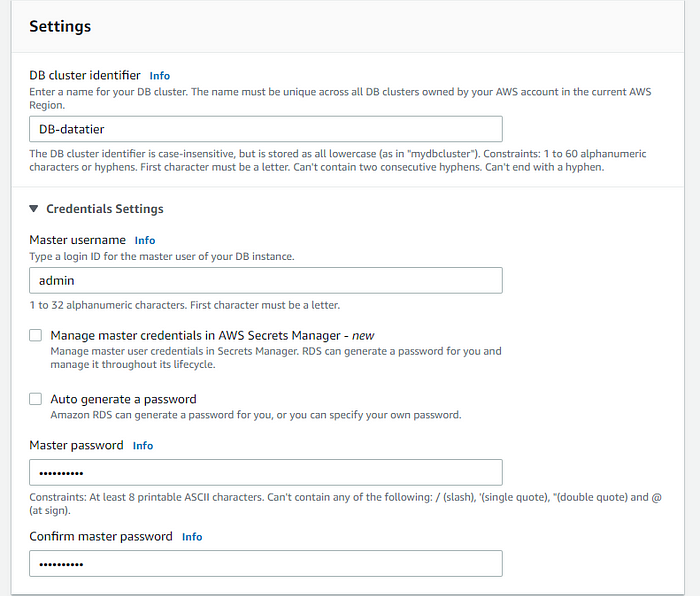 Settings
DB cluster identifier Info
Enter a name for your DB cluster. The name must be unique across all DB clusters owned by your AWS account in the current AWS
Region.
DB-datatier
The DB cluster identifier is case-insensitive, but is stored as all lowercase (as in "mydbcluster"). Constraints: 1 to 60 alphanumeric
characters or hyphens. First character must be a letter. Can't contain two consecutive hyphens. Can't end with a hyphen.
Credentials Settings
Master username Info
Type a login ID for the master user of your DB instance.
admin
1 to 32 alphanumeric characters. First character must be a letter.
Manage master credentials in AWS Secrets Manager - new
Manage master user credentials in Secrets Manager. RDS can generate a password for you and
manage it throughout its lifecycle.
Auto generate a password
Amazon RDS can generate a password for you, or you can specify your own password.
Master password Info
••••••••••
Constraints: At least 8 printable ASCII characters. Can't contain any of the following: / (slash), '(single quote), "(double quote) and @
(at sign).
Confirm master password Info
••••••••••